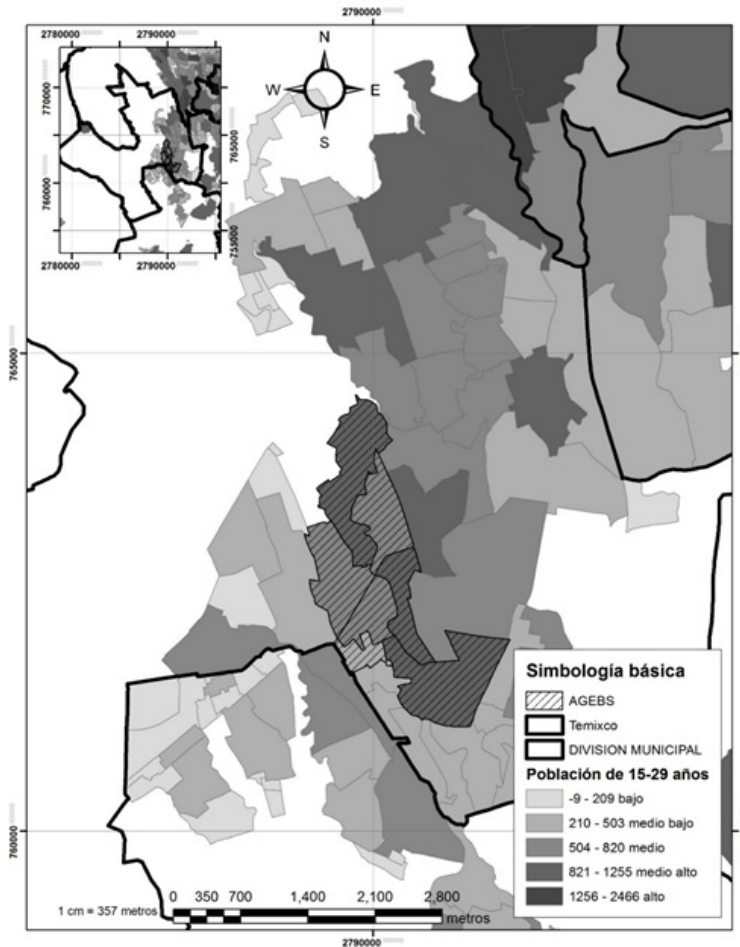 2790000
2780000 2790000
770000
760000
765000
755000
2780000 2790000
N
W E
S
765000
765000
760000
760000
Simbología básica
AGEBS
Temixco
DIVISION MUNICIPAL
Población de 15-29 años
-9 - 209 bajo
210 - 503 medio bajo
504 - 820 medio
821 - 1255 medio alto
1256 - 2466 alto
1 cm = 357 metros
0 350 700 1,400 2,100 2,800
metros
2790000